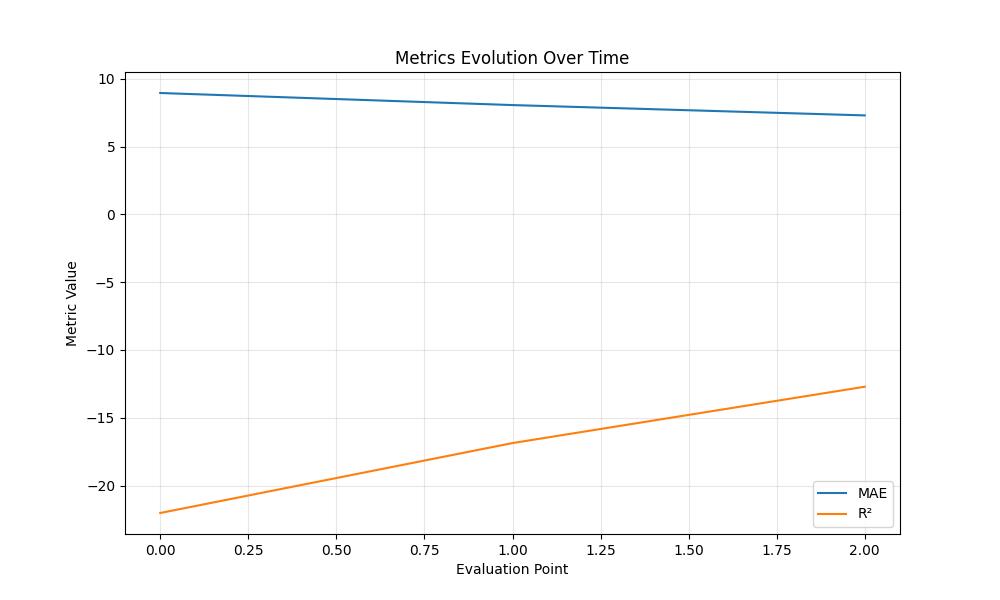 Metrics Evolution Over Time
Metric Value
10
5
0
−5
−10
−15
−20
0.00 0.25 0.50 0.75 1.00 1.25 1.50 1.75 2.00
Evaluation Point
MAE
R²